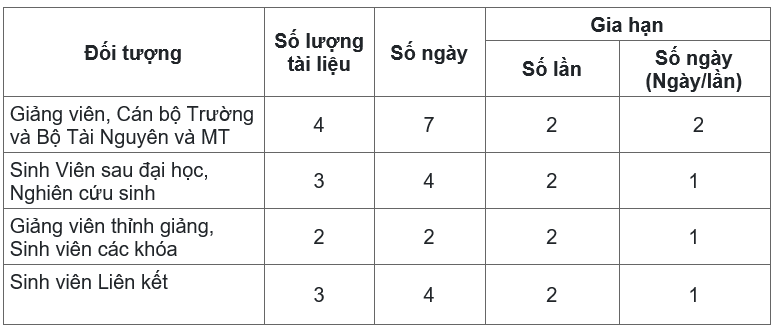 Đối tượng
Số lượng
tài liệu
Số ngày
Gia hạn
Số lần
Số ngày
(Ngày/lần)
Giảng viên, Cán bộ Trường
và Bộ Tài Nguyên và MT
4
7
2
2
Sinh Viên sau đại học,
Nghiên cứu sinh
3
4
2
1
Giảng viên thỉnh giảng,
Sinh viên các khóa
2
2
2
1
Sinh viên Liên kết
3
4
2
1